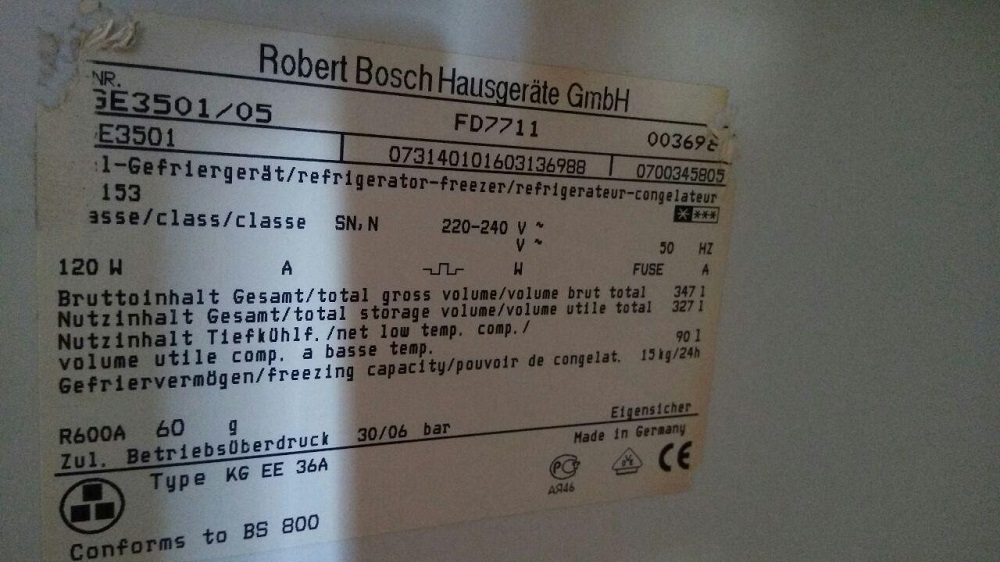 Robert Bosch Hausgeräte GmbH
NR.
GE3501/05 FD7711 00369
E3501 073140101603136988 0700345805
l-Gefriergerät/refrigerator-freezer/refrigerateur-congelateur
153
asse/class/classe SN,N 220-240 V ~
* ***
V ~ 50 HZ
120 W A W FUSE A
Bruttoinhalt Gesamt/total gross volume/volume brut total 347 l
Nutzinhalt Gesamt/total storage volume/volume utile total 327 l
Nutzinhalt Tiefkühlf./net low temp. comp./
volume utile comp. a basse temp. 90 l
Gefriervermögen/freezing capacity/pouvoir de congelat. 15kg/24h
Eigensicher
R600A 60 g
Made in Germany
Zul. Betriebsüberdruck 30/06 bar
Type KG EE 36A
РС АЯ46 CE
Conforms to BS 800